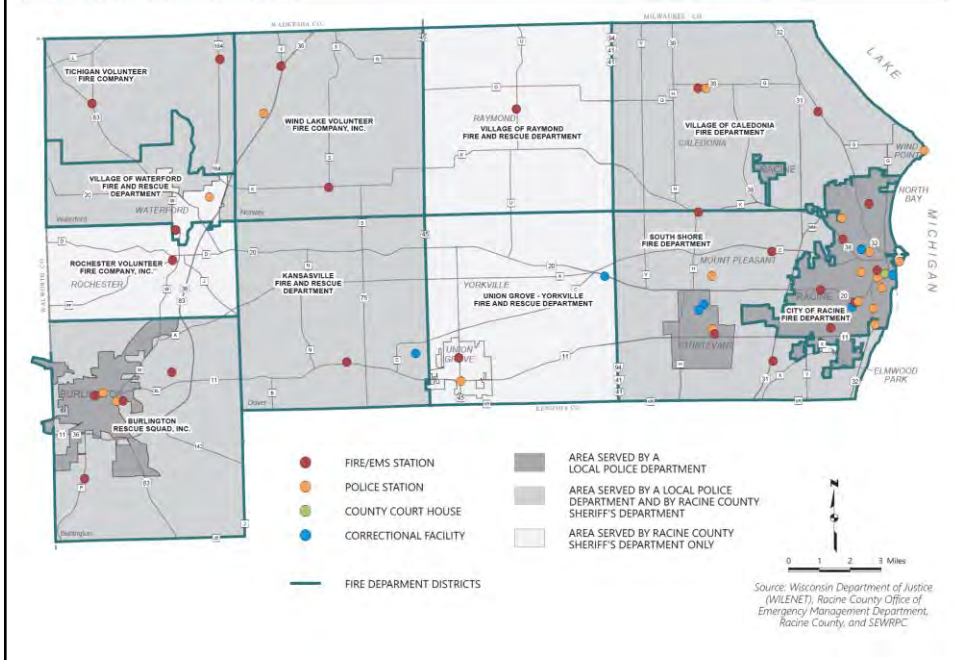 WAUKESHA CO.
MILWAUKEE CO.
LAKE
MICHIGAN
TICHIGAN VOLUNTEER
FIRE COMPANY
WIND LAKE VOLUNTEER
FIRE COMPANY, INC.
RAYMOND
VILLAGE OF RAYMOND
FIRE AND RESCUE DEPARTMENT
VILLAGE OF CALEDONIA
FIRE DEPARTMENT
CALEDONIA
WIND
POINT
RACINE
NORTH
BAY
VILLAGE OF WATERFORD
FIRE AND RESCUE
DEPARTMENT
WATERFORD
Waterford
Norway
ROCHESTER VOLUNTEER
FIRE COMPANY, INC.
ROCHESTER
WALWORTH CO.
KANSASVILLE
FIRE AND RESCUE
DEPARTMENT
YORKVILLE
UNION GROVE - YORKVILLE
FIRE AND RESCUE DEPARTMENT
SOUTH SHORE
FIRE DEPARTMENT
MOUNT PLEASANT
RACINE
CITY OF RACINE
FIRE DEPARTMENT
STURTEVANT
ELMWOOD
PARK
UNION
GROVE
Dover
KENOSHA CO.
BURLINGTON
BURLINGTON
RESCUE SQUAD, INC.
Burlington
FIRE/EMS STATION
POLICE STATION
COUNTY COURT HOUSE
CORRECTIONAL FACILITY
FIRE DEPARMENT DISTRICTS
AREA SERVED BY A
LOCAL POLICE DEPARTMENT
AREA SERVED BY A LOCAL POLICE
DEPARTMENT AND BY RACINE COUNTY
SHERIFF'S DEPARTMENT
AREA SERVED BY RACINE COUNTY
SHERIFF'S DEPARTMENT ONLY
N
0 1 2 3 Miles
Source: Wisconsin Department of Justice
(WILENET), Racine County Office of
Emergency Management Department,
Racine County, and SEWRPC